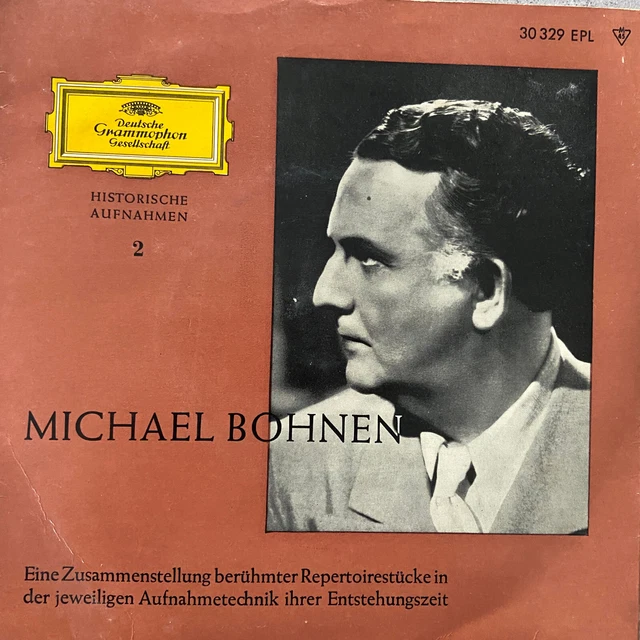 30 329 EPL
Deutsche
Grammophon
Gesellschaft
HISTORISCHE
AUFNAHMEN
2
MICHAEL BOHNEN
Eine Zusammenstellung berühmter Repertoirestücke in
der jeweiligen Aufnahmetechnik ihrer Entstehungszeit